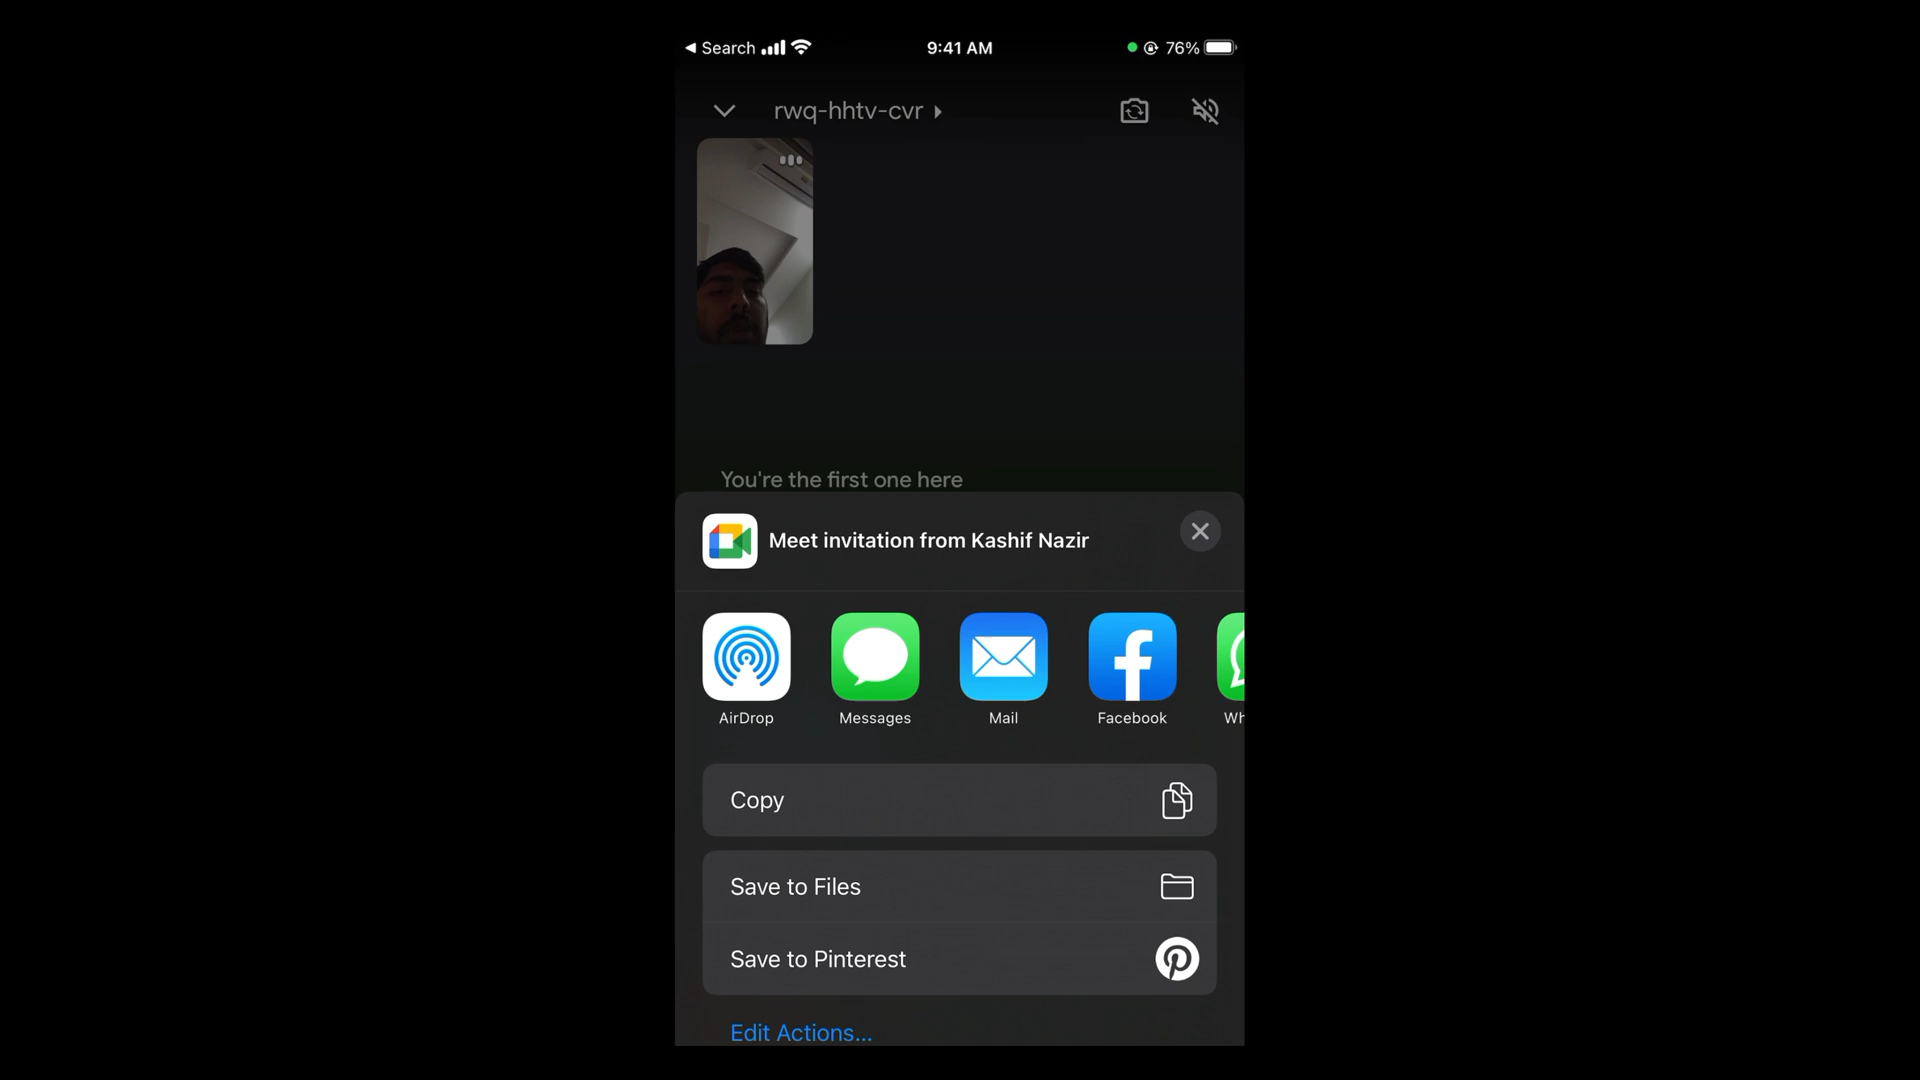 Search
9:41 AM
76%
rwq-hhtv-cvr
You're the first one here
Meet invitation from Kashif Nazir
AirDrop
Messages
Mail
Facebook
Wh
Copy
Save to Files
Save to Pinterest
Edit Actions...